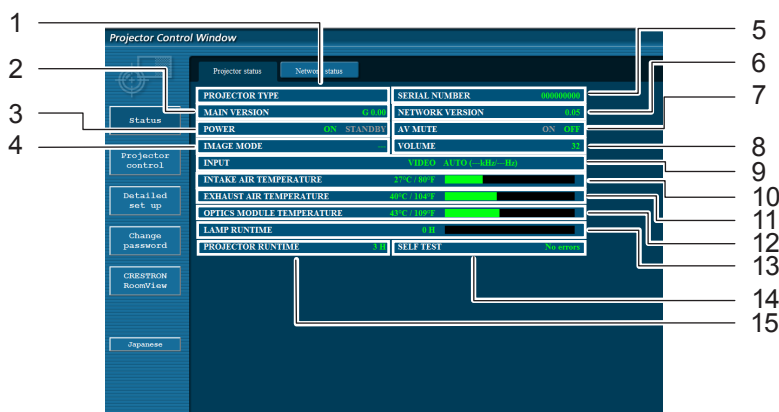 Projector Control Window
Projector status Network status
PROJECTOR TYPE SERIAL NUMBER 000000000
MAIN VERSION G 0.00 NETWORK VERSION 0.05
POWER ON STANDBY AV MUTE ON OFF
IMAGE MODE --- VOLUME 32
INPUT VIDEO AUTO (---kHz/---Hz)
INTAKE AIR TEMPERATURE 27°C / 80°F
EXHAUST AIR TEMPERATURE 40°C / 104°F
OPTICS MODULE TEMPERATURE 43°C / 109°F
LAMP RUNTIME 0 H
PROJECTOR RUNTIME 3 H SELF TEST No errors
Status
Projector
control
Detailed
set up
Change
password
CRESTRON
RoomView
Japanese
1
2
3
4
5
6
7
8
9
10
11
12
13
14
15